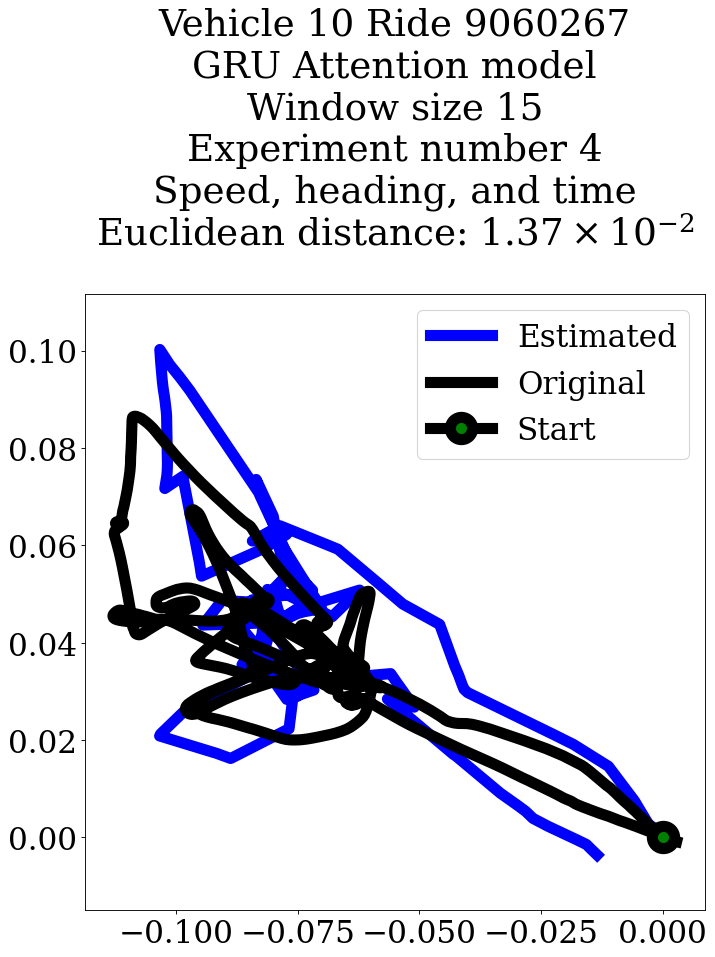 Vehicle 10 Ride 9060267
GRU Attention model
Window size 15
Experiment number 4
Speed, heading, and time
Euclidean distance: 1.37 × 10⁻²
Estimated
Original
Start
0.10
0.08
0.06
0.04
0.02
0.00
−0.100 −0.075 −0.050 −0.025 0.000